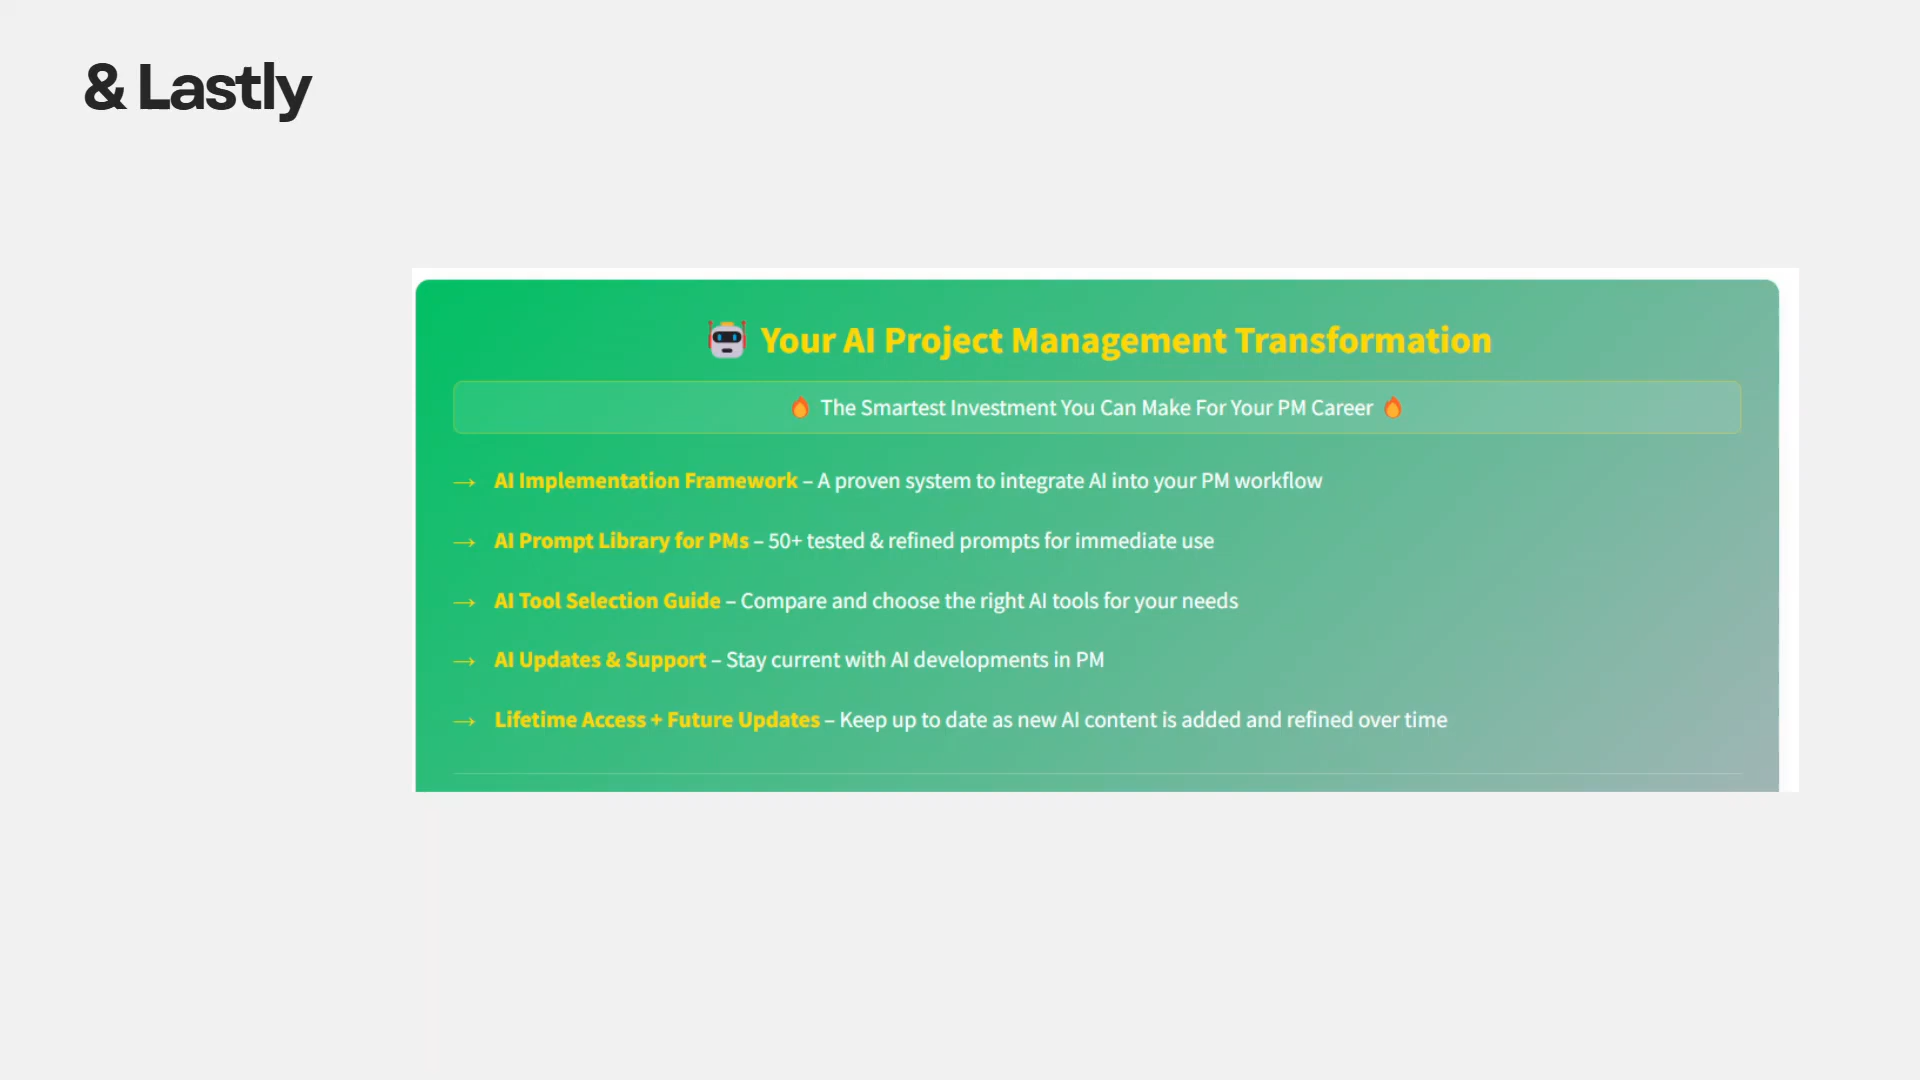 & Lastly
Your AI Project Management Transformation
The Smartest Investment You Can Make For Your PM Career
→ AI Implementation Framework – A proven system to integrate AI into your PM workflow
→ AI Prompt Library for PMs – 50+ tested & refined prompts for immediate use
→ AI Tool Selection Guide – Compare and choose the right AI tools for your needs
→ AI Updates & Support – Stay current with AI developments in PM
→ Lifetime Access + Future Updates – Keep up to date as new AI content is added and refined over time